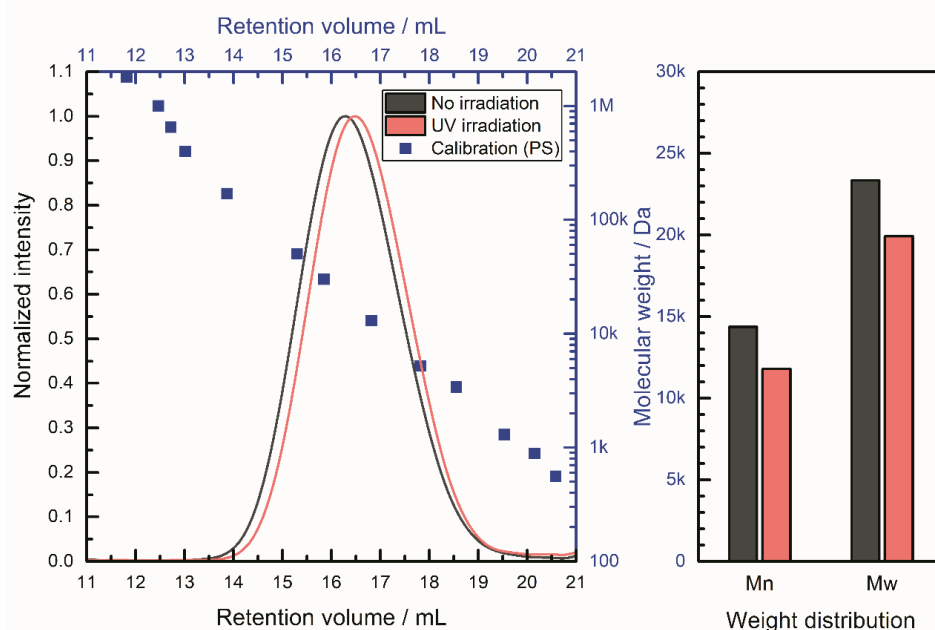 Retention volume / mL
11 12 13 14 15 16 17 18 19 20 21
1.1
1.0
0.9
0.8
0.7
0.6
0.5
0.4
0.3
0.2
0.1
0.0
Normalized intensity
No irradiation
UV irradiation
Calibration (PS)
1M
100k
10k
1k
100
Molecular weight / Da
11 12 13 14 15 16 17 18 19 20 21
Retention volume / mL
30k
25k
20k
15k
10k
5k
0
Mn Mw
Weight distribution